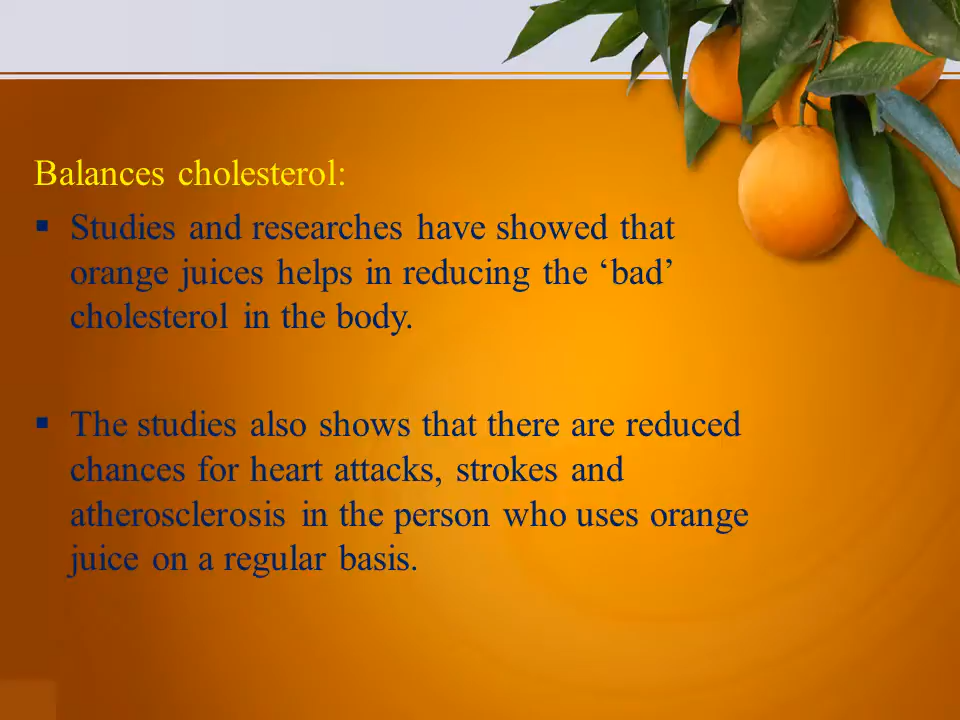 Balances cholesterol:
▪ Studies and researches have showed that
orange juices helps in reducing the ‘bad’
cholesterol in the body.
▪ The studies also shows that there are reduced
chances for heart attacks, strokes and
atherosclerosis in the person who uses orange
juice on a regular basis.